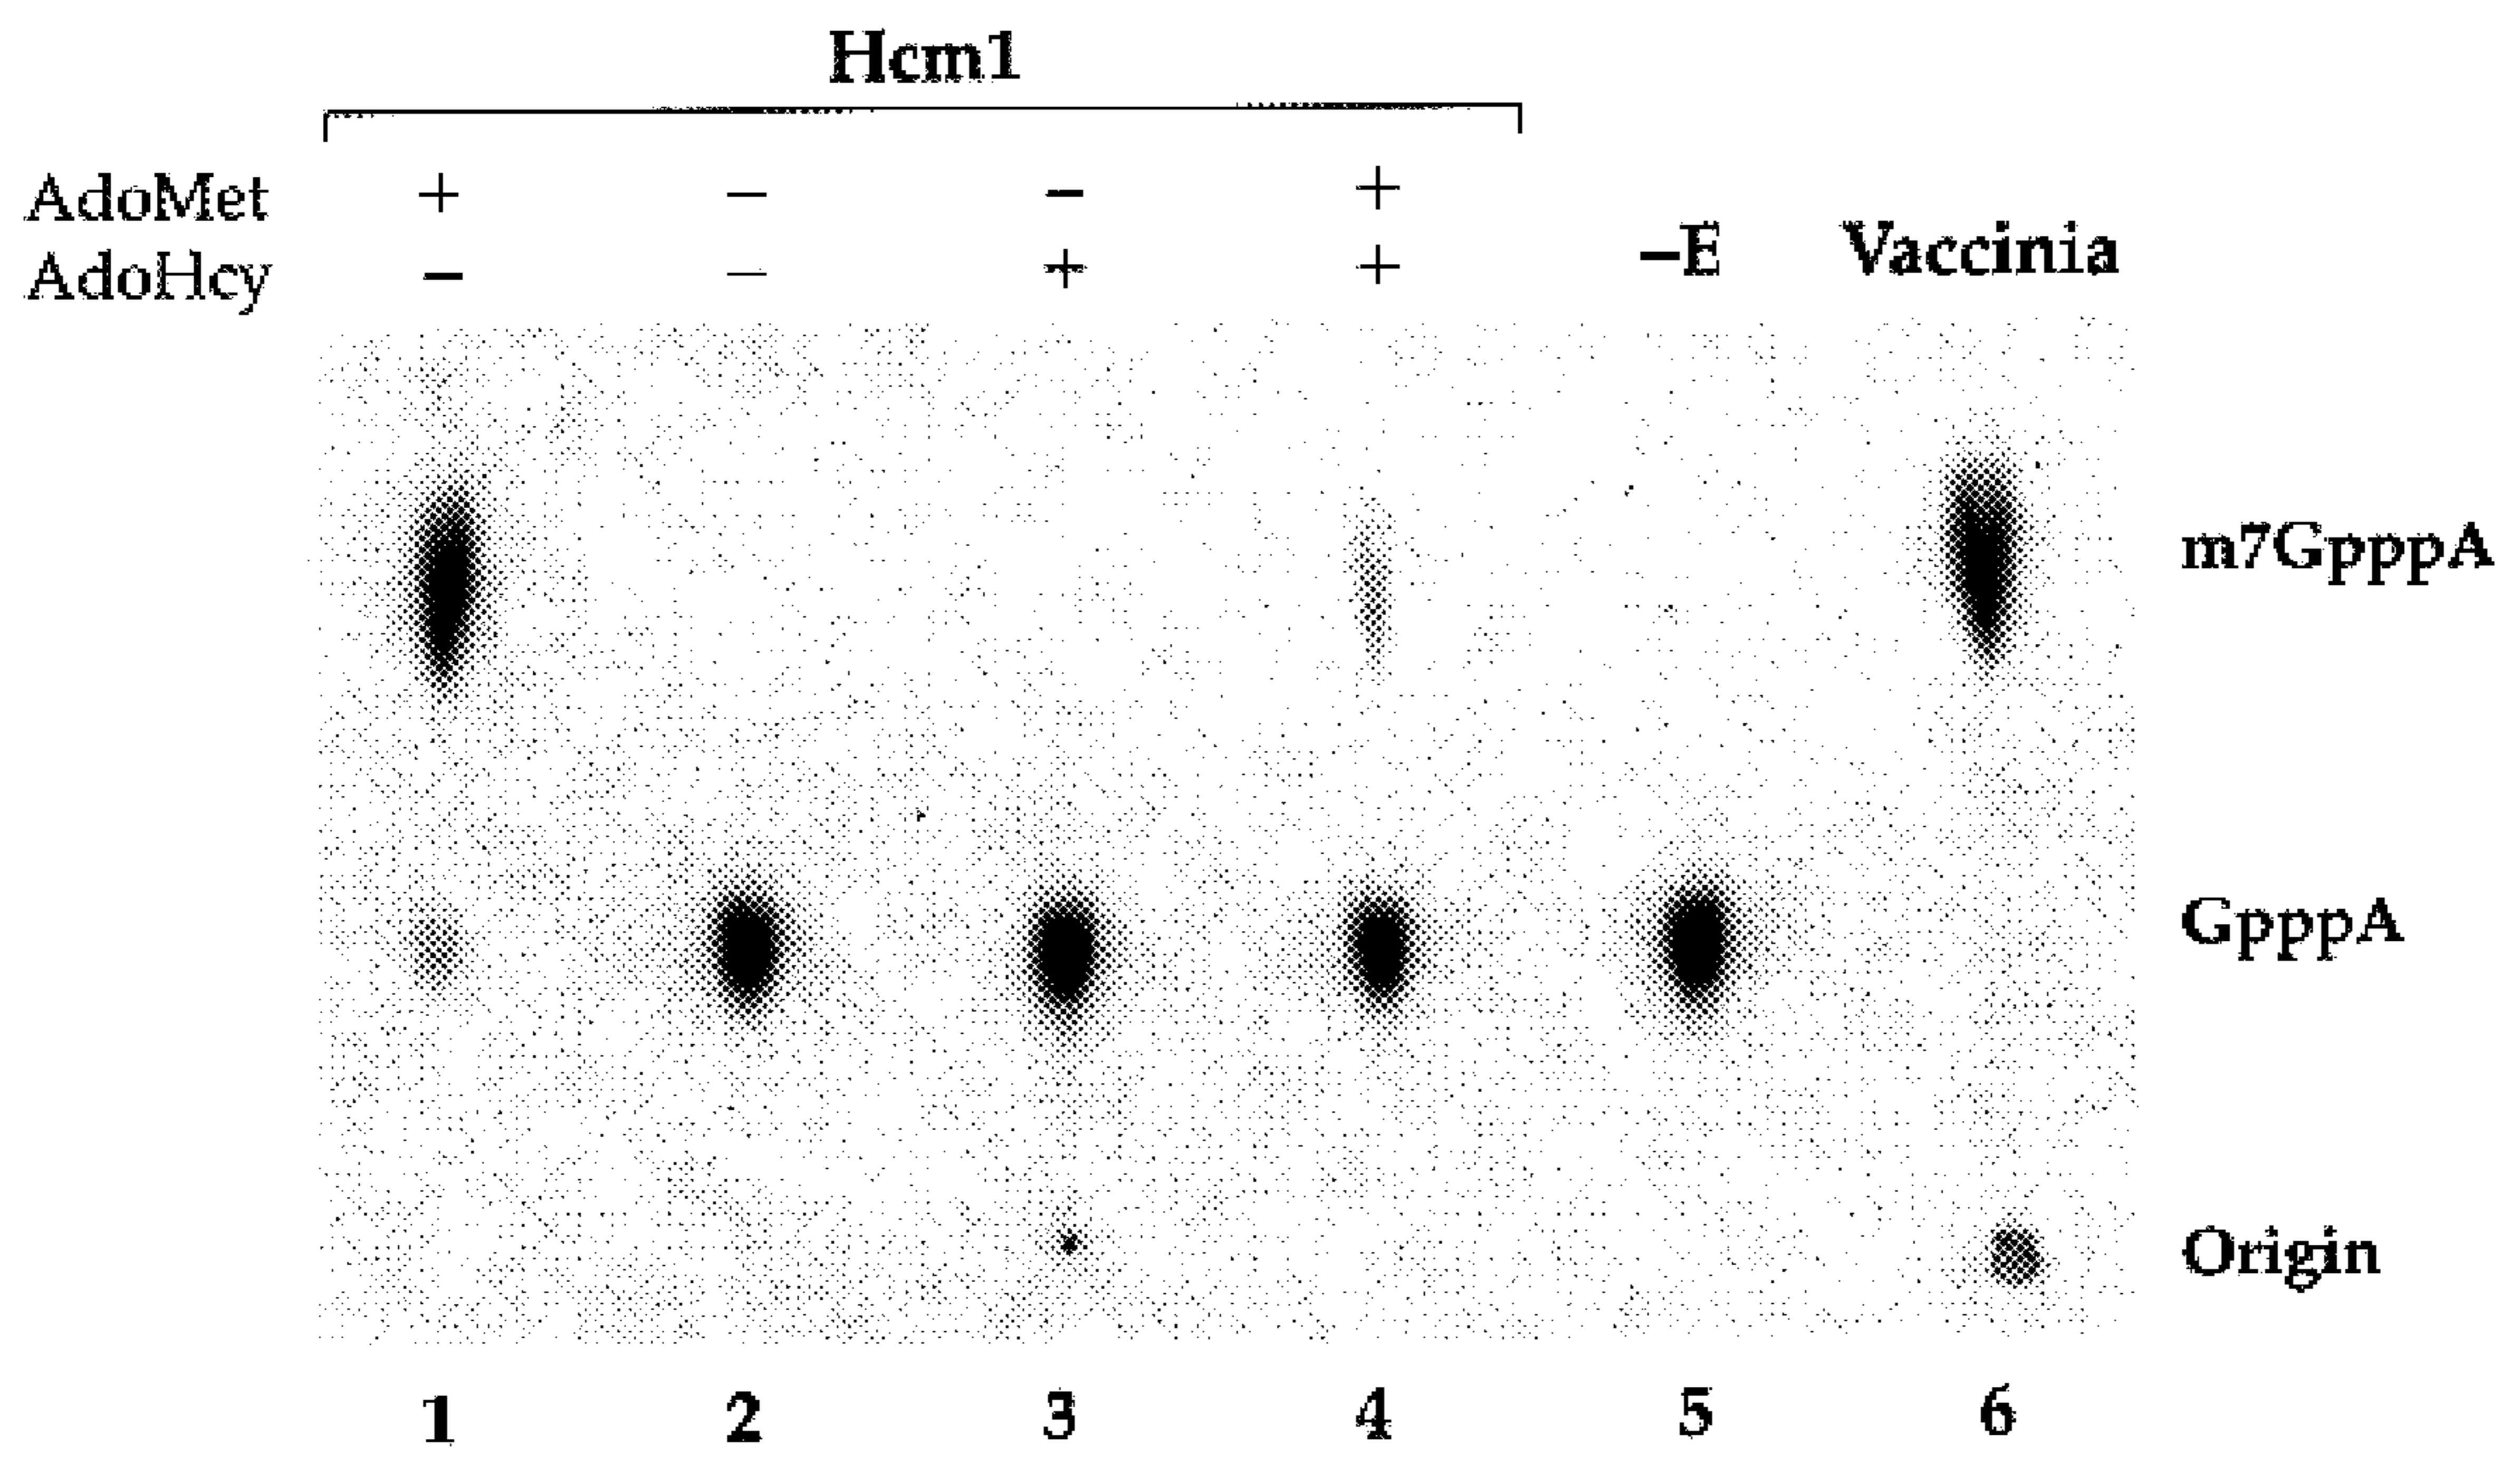 Hcm1
AdoMet + – – +
AdoHcy – – + + –E Vaccinia
m7GpppA
GpppA
Origin
1 2 3 4 5 6